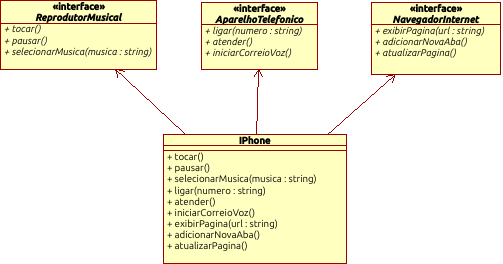 «interface»
ReprodutorMusical
+ tocar()
+ pausar()
+ selecionarMusica(musica : string)
«interface»
AparelhoTelefonico
+ ligar(numero : string)
+ atender()
+ iniciarCorreioVoz()
«interface»
NavegadorInternet
+ exibirPagina(url : string)
+ adicionarNovaAba()
+ atualizarPagina()
IPhone
+ tocar()
+ pausar()
+ selecionarMusica(musica : string)
+ ligar(numero : string)
+ atender()
+ iniciarCorreioVoz()
+ exibirPagina(url : string)
+ adicionarNovaAba()
+ atualizarPagina()